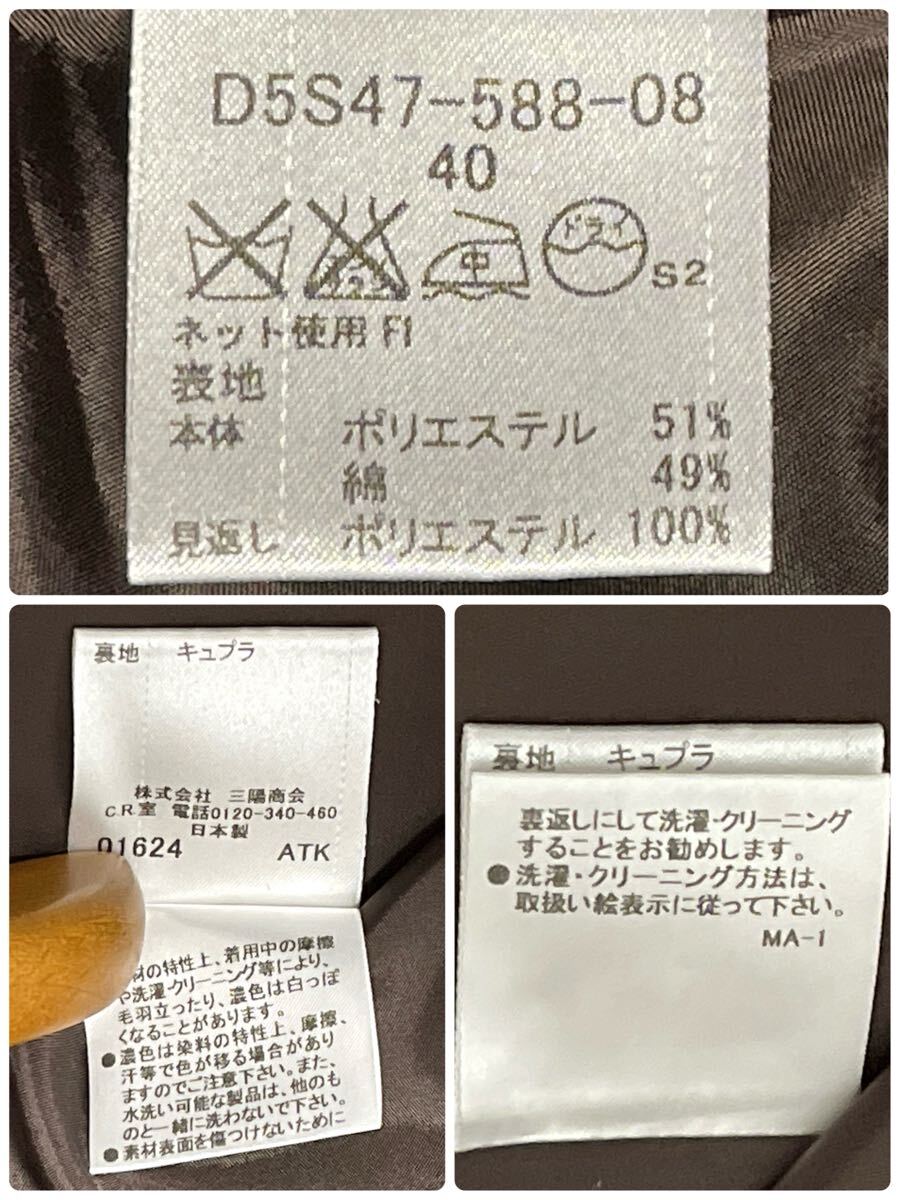 D5S47-588-08
40
中 ドライ
S2
ネット使用 FI
表地
本体 ポリエステル 51%
綿 49%
見返し ポリエステル 100%
裏地 キュプラ
株式会社 三陽商会
C.R.室 電話0120-340-460
日本製
01624 ATK
材の特性上、着用中の摩擦
や洗濯・クリーニング等により、
毛羽立ったり、濃色は白っぽ
くなることがあります。
●濃色は染料の特性上、摩擦、
汗等で色が移る場合があり
ますのでご注意下さい。また、
水洗い可能な製品は、他のも
のと一緒に洗わないで下さい。
●素材表面を傷つけないために
裏地 キュプラ
裏返しにして洗濯・クリーニング
することをお勧めします。
●洗濯・クリーニング方法は、
取扱い絵表示に従って下さい。
MA-1